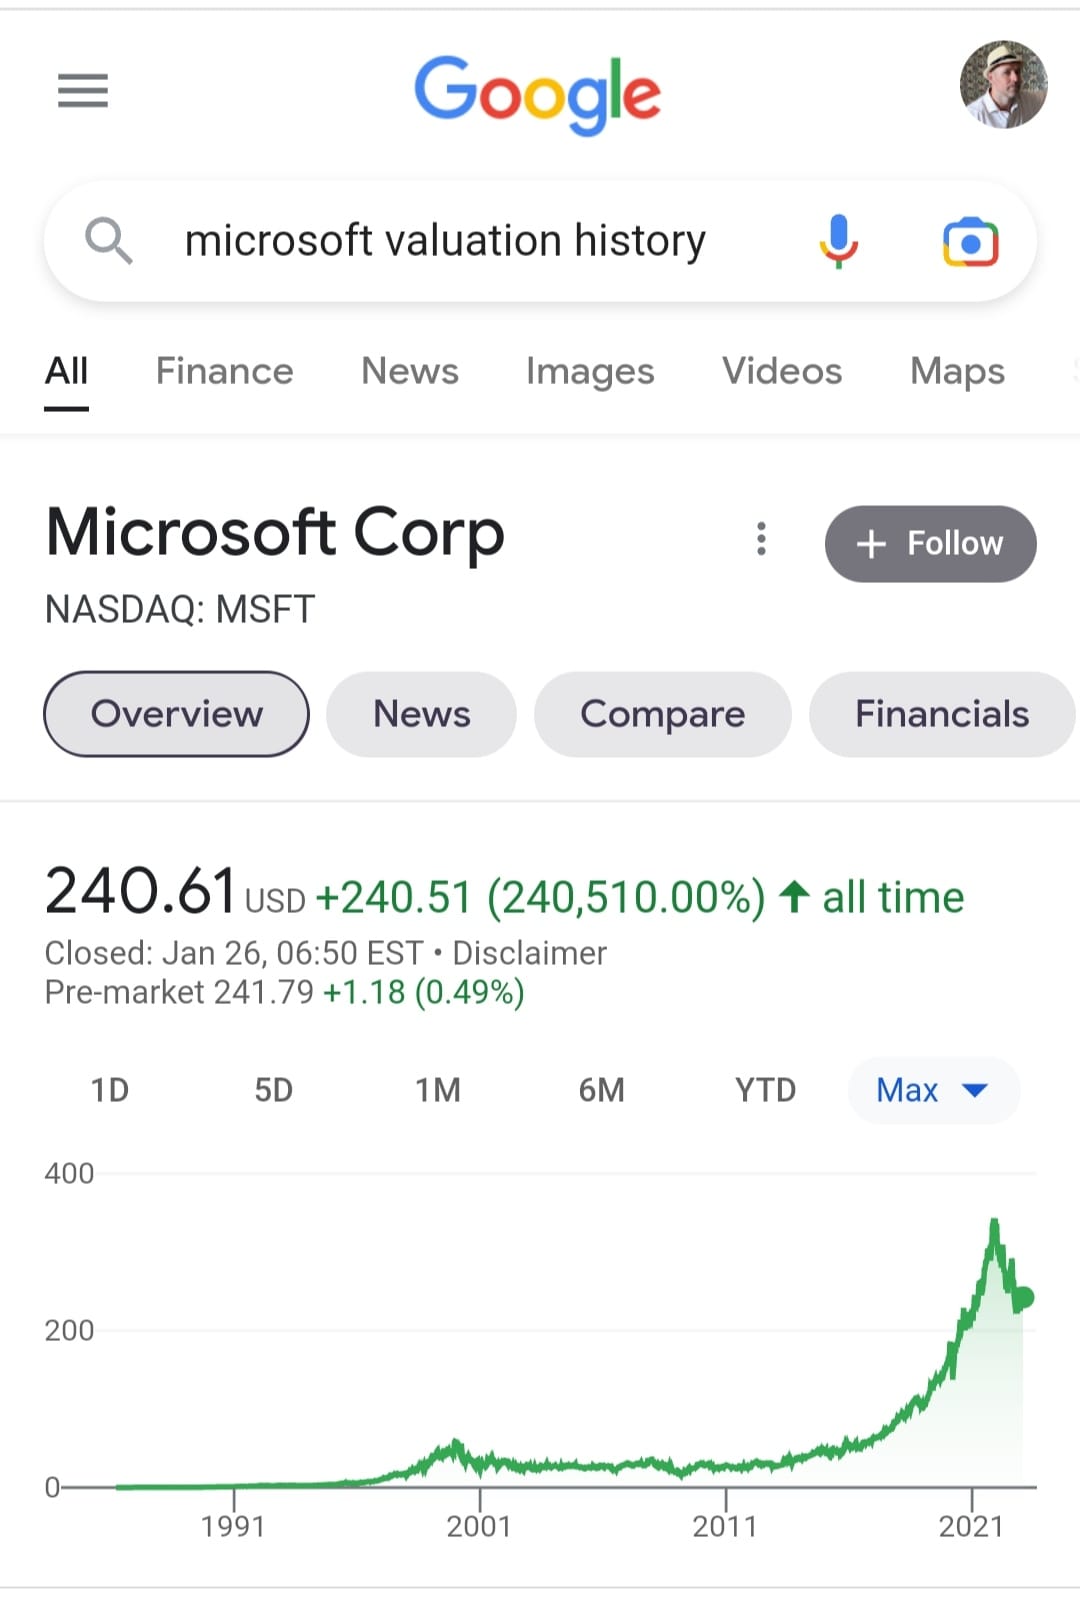 Google
microsoft valuation history
All Finance News Images Videos Maps
Microsoft Corp
+ Follow
NASDAQ: MSFT
Overview News Compare Financials
240.61 USD +240.51 (240,510.00%) ↑ all time
Closed: Jan 26, 06:50 EST • Disclaimer
Pre-market 241.79 +1.18 (0.49%)
1D 5D 1M 6M YTD Max
400
200
0
1991 2001 2011 2021